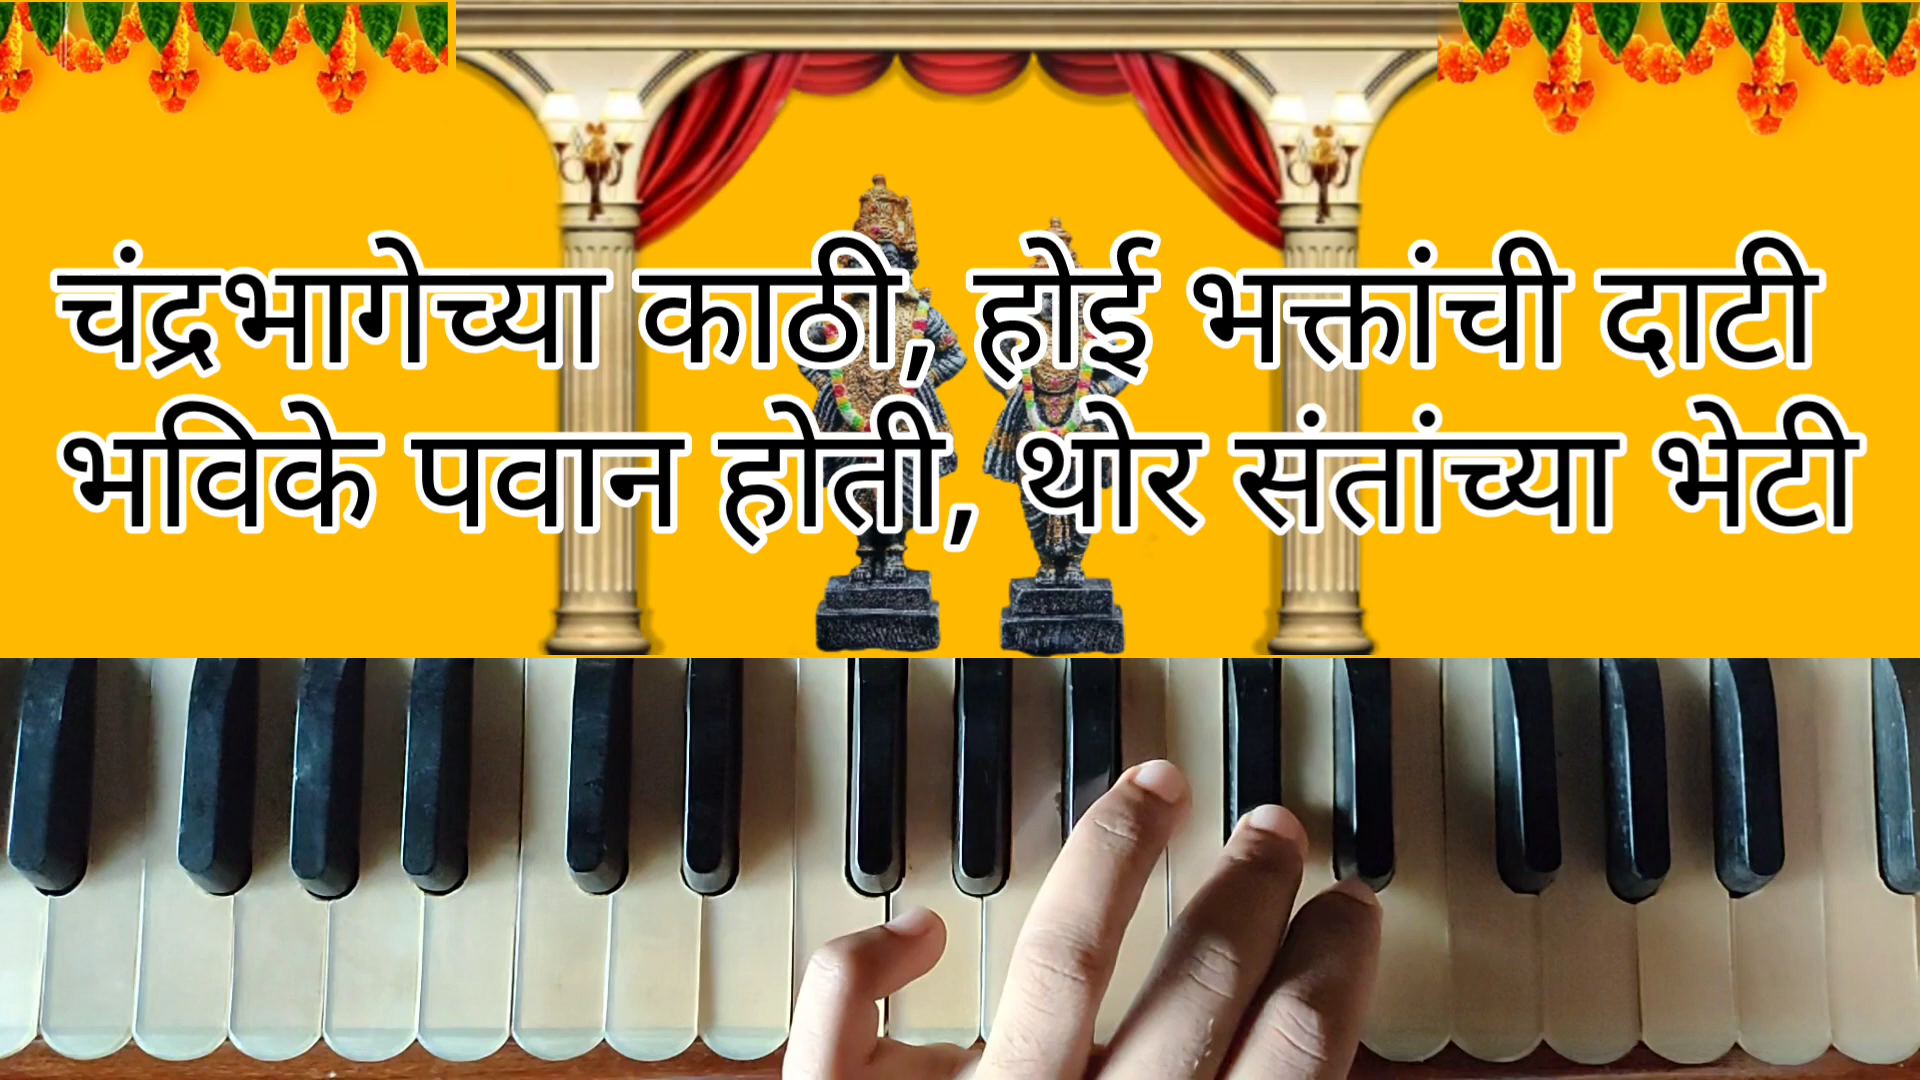 चंद्रभागेच्या काठी, होई भक्तांची दाटी
भविके पवान होती, थोर संतांच्या भेटी